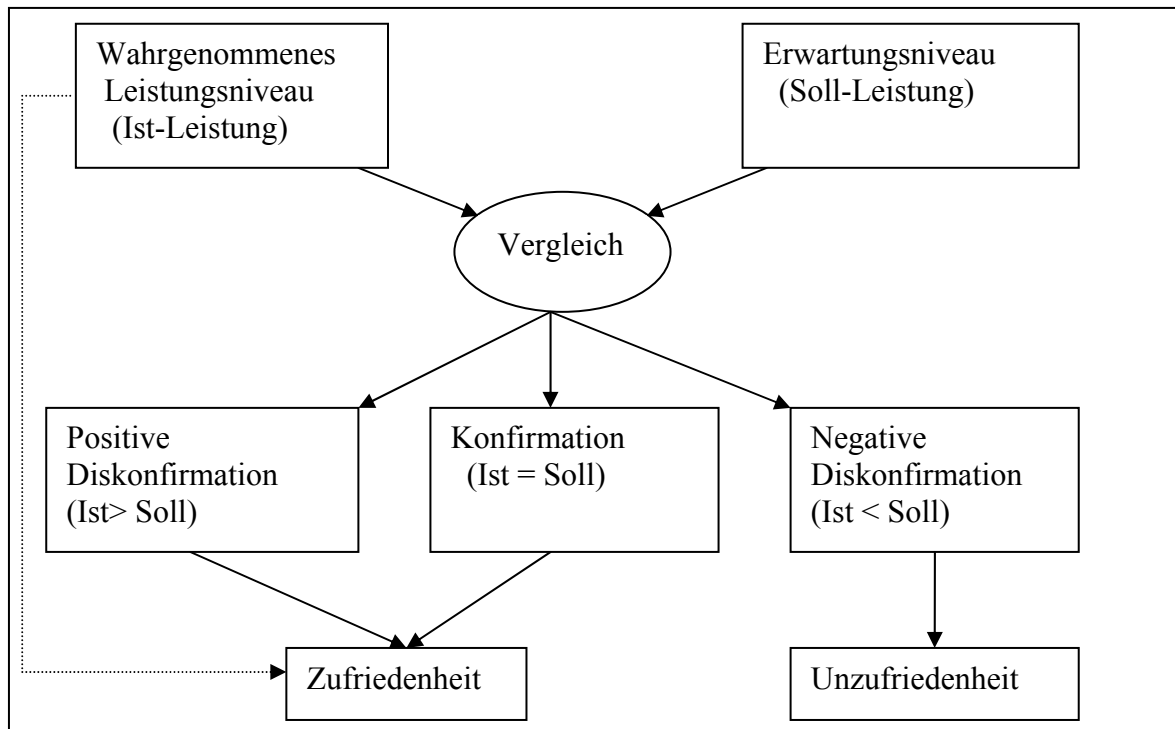 Wahrgenommenes
Leistungsniveau
(Ist-Leistung)
Erwartungsniveau
(Soll-Leistung)
Vergleich
Positive
Diskonfirmation
(Ist> Soll)
Konfirmation
(Ist = Soll)
Negative
Diskonfirmation
(Ist < Soll)
Zufriedenheit
Unzufriedenheit